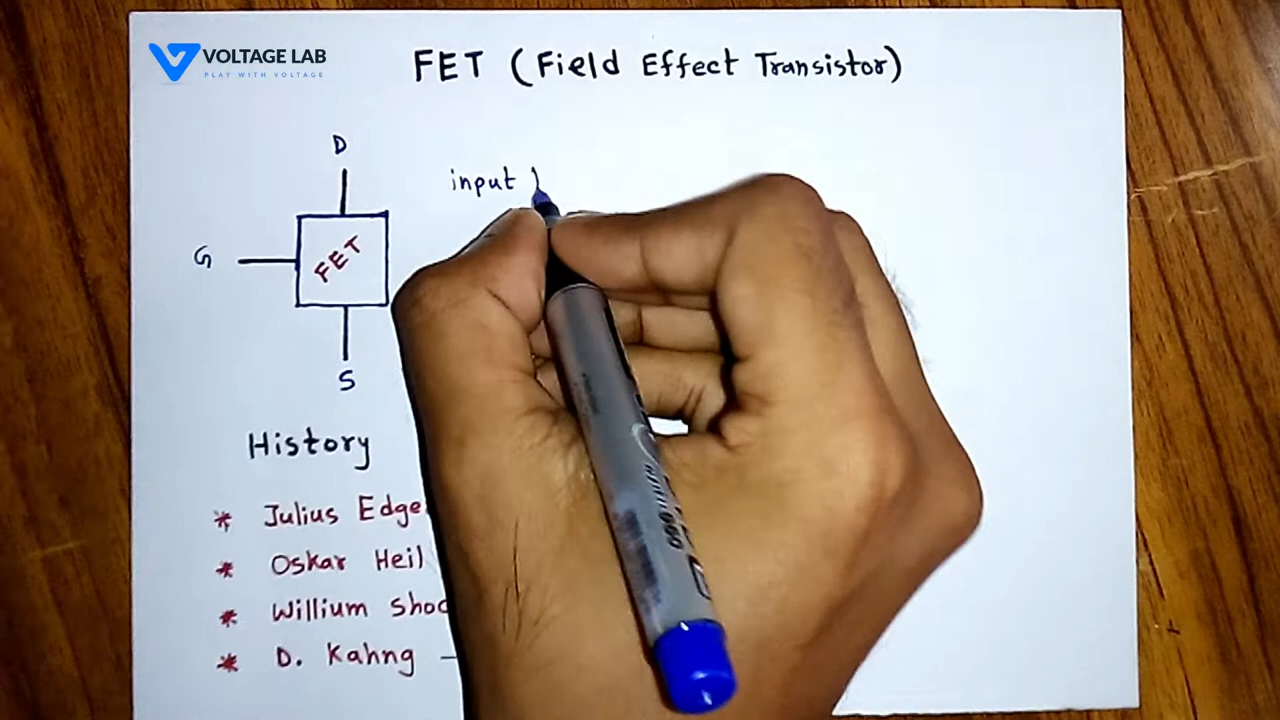 VOLTAGE LAB
PLAY WITH VOLTAGE
FET (Field Effect Transistor)
D
input
G
FET
S
History
* Julius Edge
* Oskar Heil
* Willium Shoc
* D. Kahng -